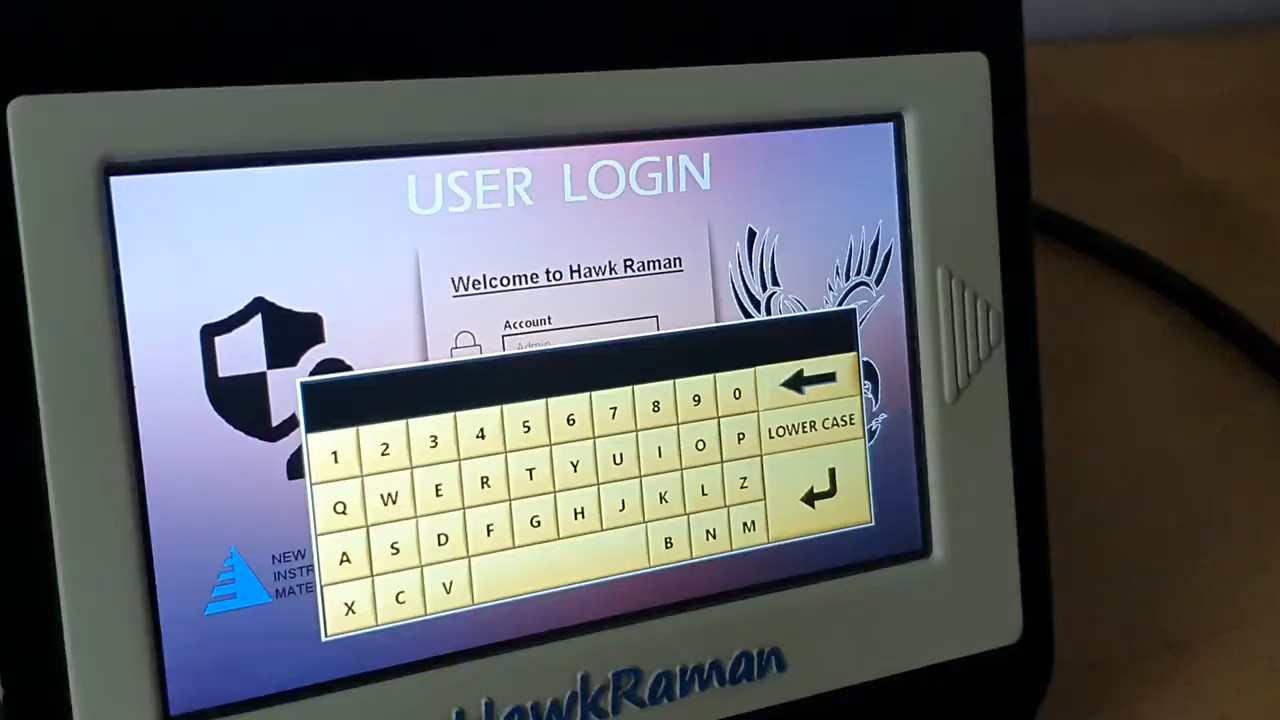 USER LOGIN
Welcome to Hawk Raman
Account
Admin
1 2 3 4 5 6 7 8 9 0
Q W E R T Y U I O P LOWER CASE
A S D F G H J K L Z
X C V B N M
NEW
INSTR
MATE
HawkRaman